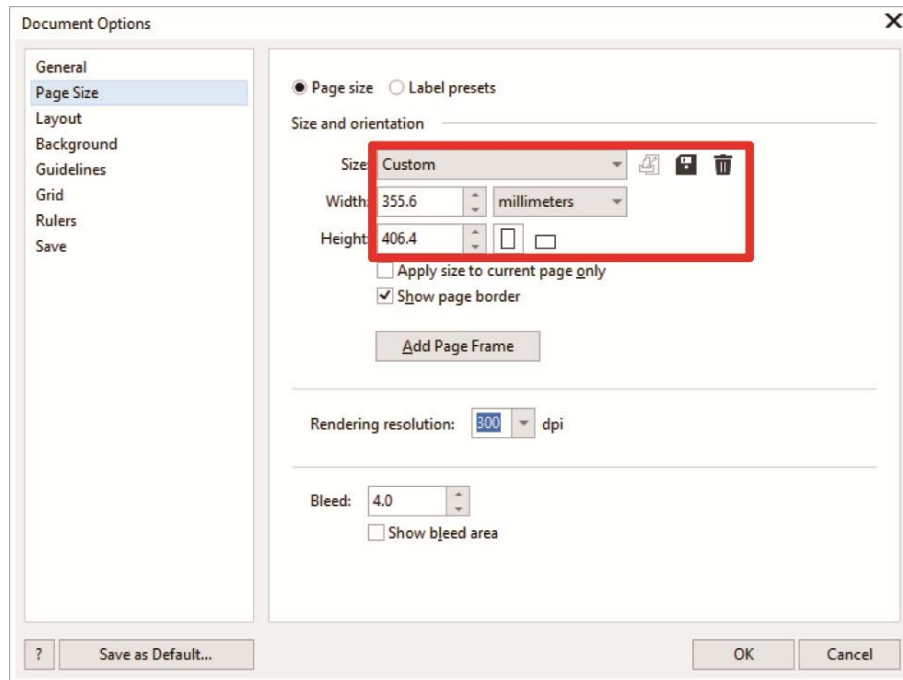 Document Options
General
Page Size
Layout
Background
Guidelines
Grid
Rulers
Save
Page size Label presets
Size and orientation
Size: Custom
Width: 355.6 millimeters
Height: 406.4
Apply size to current page only
Show page border
Add Page Frame
Rendering resolution: 300 dpi
Bleed: 4.0
Show bleed area
? Save as Default... OK Cancel